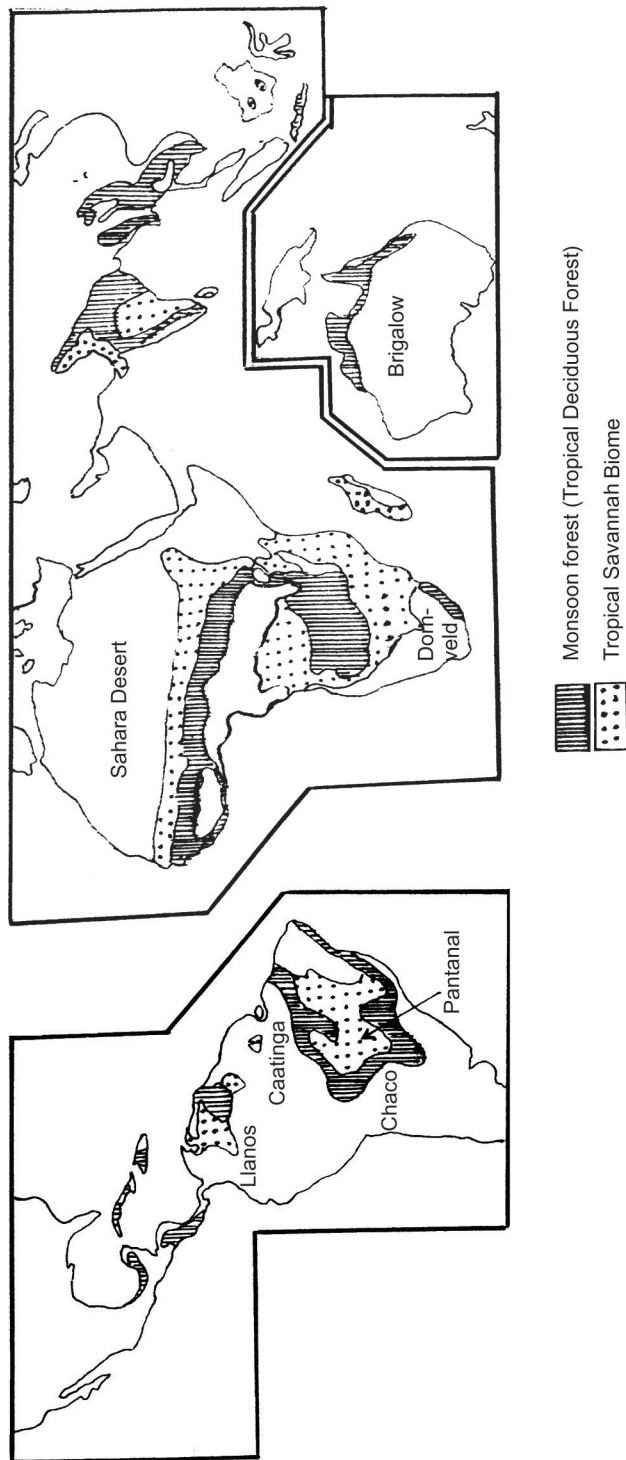 Sahara Desert
Llanos
Caatinga
Chaco
Brigalow
Dorn-
veld
Pantanal
Monsoon forest (Tropical Deciduous Forest)
Tropical Savannah Biome